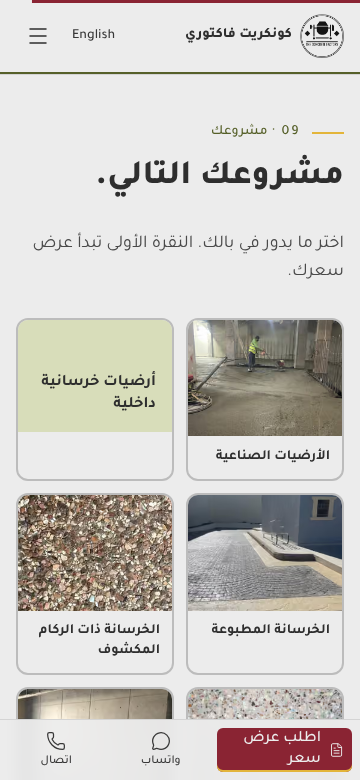 كونكريت فاكتوري
English
09 · مشروعك
مشروعك التالي.
اختر ما يدور في بالك. النقرة الأولى تبدأ عرض
سعرك.
الأرضيات الصناعية
أرضيات خرسانية
داخلية
الخرسانة المطبوعة
الخرسانة ذات الركام
المكشوف
اطلب عرض
سعر
واتساب
اتصال